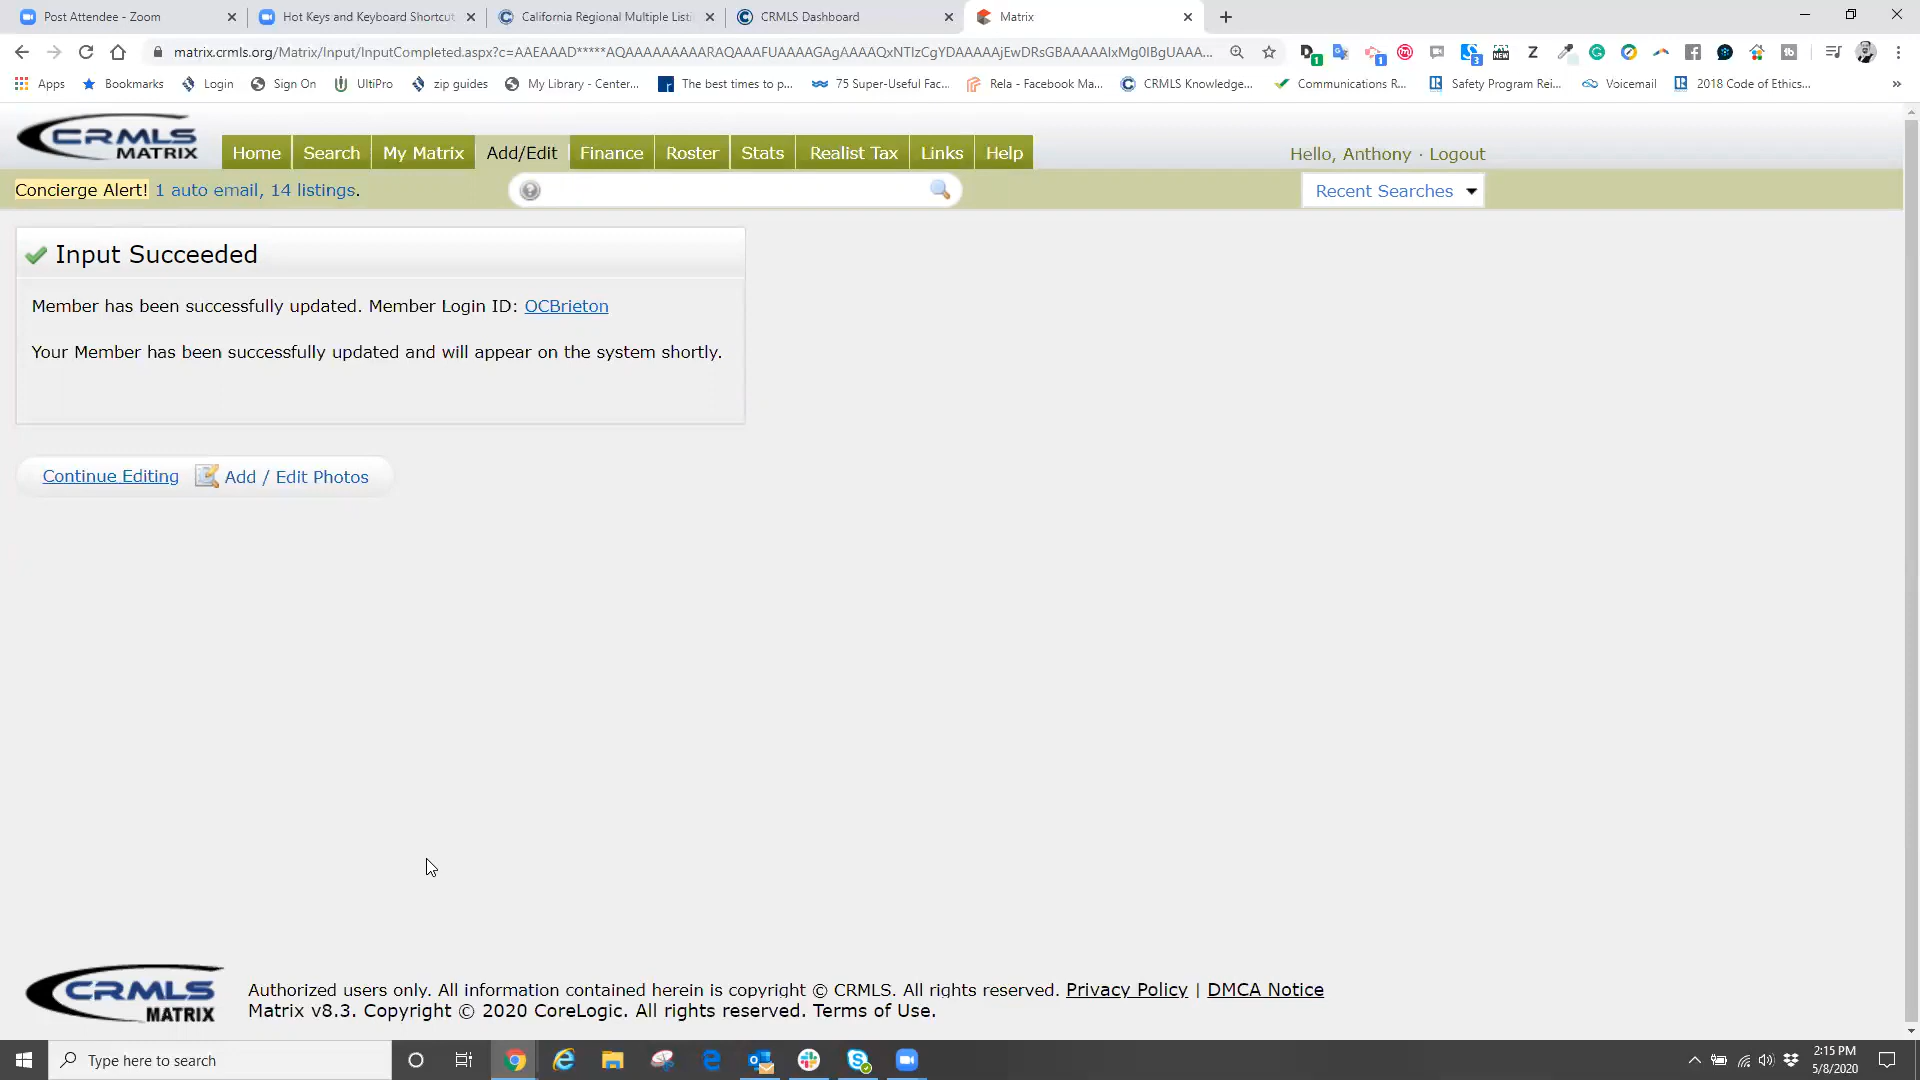 Post Attendee - Zoom
Hot Keys and Keyboard Shortcut
California Regional Multiple Listi
CRMLS Dashboard
Matrix
matrix.crmls.org/Matrix/Input/InputCompleted.aspx?c=AAEAAAD*****AQAAAAAAAAARAQAAAFUAAAAGAgAAAAQxNTIzCgYDAAAAAjEwDRsGBAAAAAIxMg0IBgUAAA...
Apps
Bookmarks
Login
Sign On
UltiPro
zip guides
My Library - Center...
The best times to p...
75 Super-Useful Fac...
Rela - Facebook Ma...
CRMLS Knowledge...
Communications R...
Safety Program Rei...
Voicemail
2018 Code of Ethics...
»
CRMLS
MATRIX
Home
Search
My Matrix
Add/Edit
Finance
Roster
Stats
Realist Tax
Links
Help
Hello, Anthony · Logout
Concierge Alert! 1 auto email, 14 listings.
Recent Searches
Input Succeeded
Member has been successfully updated. Member Login ID: OCBrieton
Your Member has been successfully updated and will appear on the system shortly.
Continue Editing
Add / Edit Photos
CRMLS
MATRIX
Authorized users only. All information contained herein is copyright © CRMLS. All rights reserved. Privacy Policy | DMCA Notice
Matrix v8.3. Copyright © 2020 CoreLogic. All rights reserved. Terms of Use.
Type here to search
2:15 PM
5/8/2020